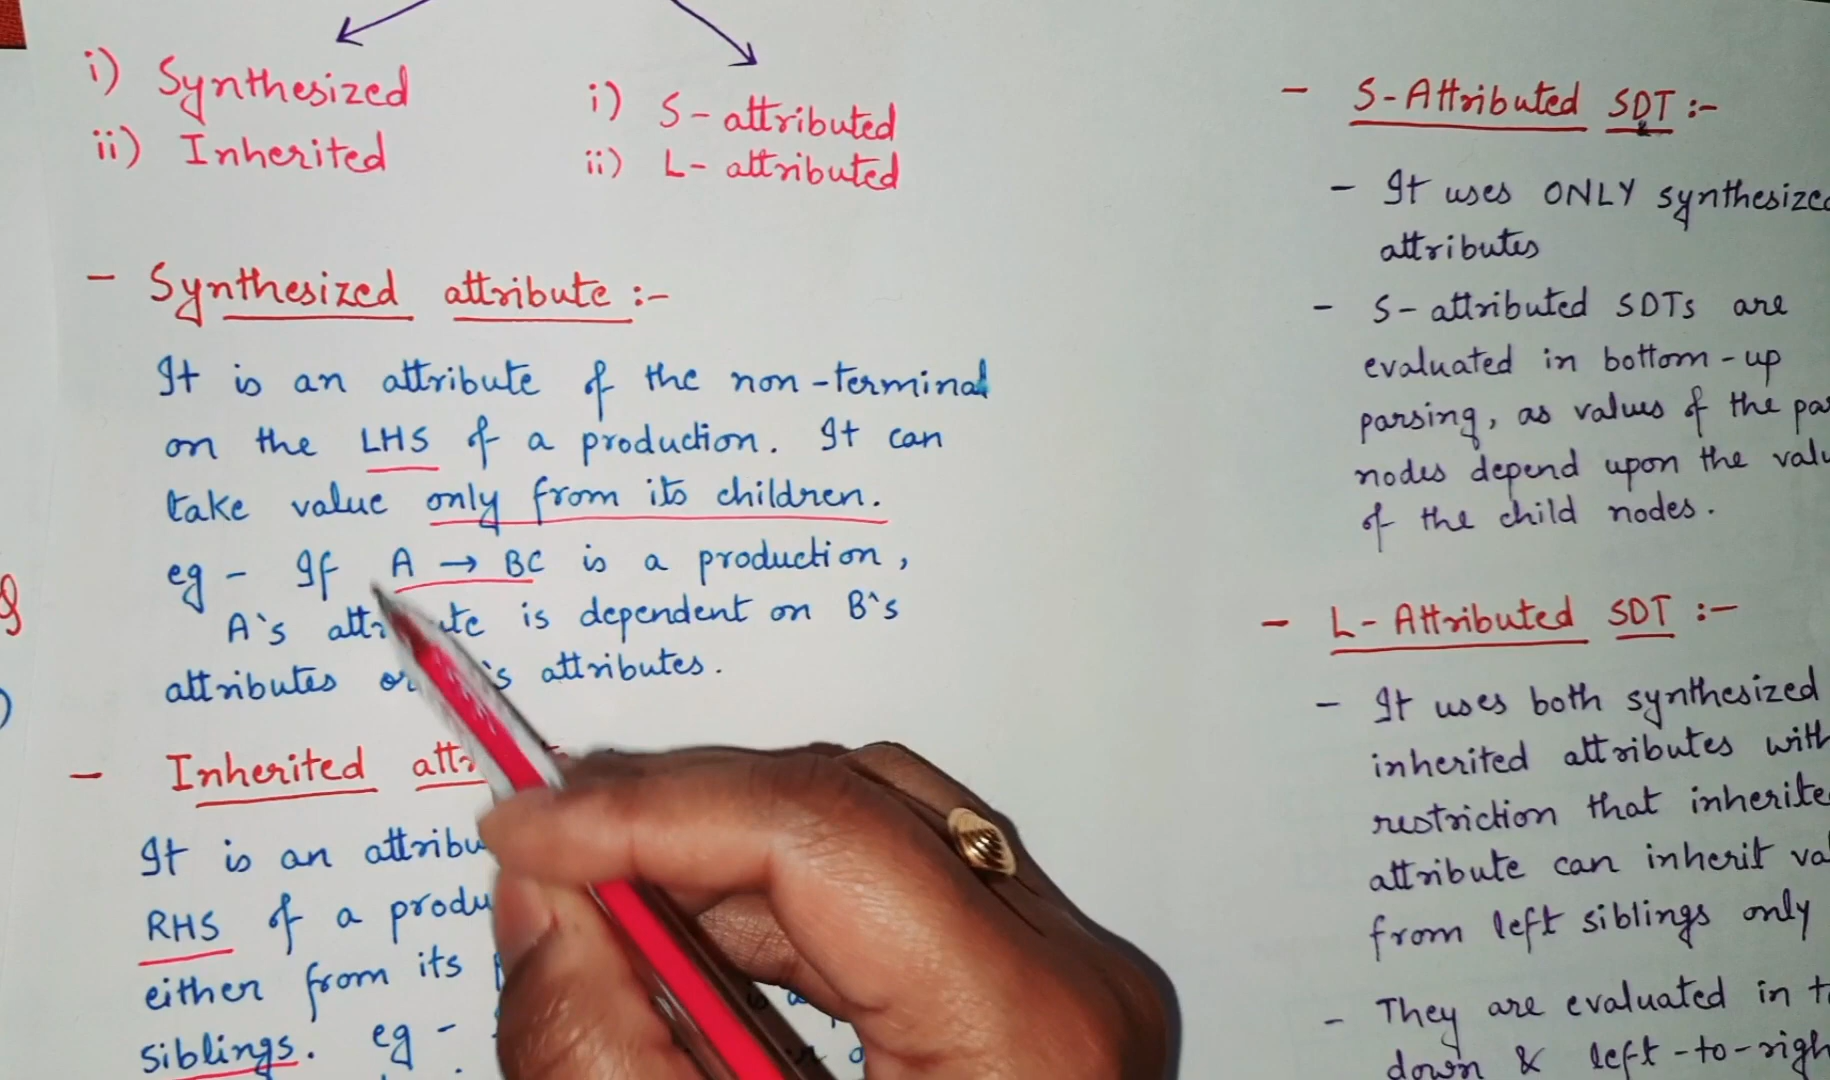 i) Synthesized
ii) Inherited
i) S-attributed
ii) L-attributed
- Synthesized attribute :-
It is an attribute of the non-terminal
on the LHS of a production. It can
take value only from its children.
eg - If A → BC is a production,
A's is dependent on B's
attributes attributes.
- Inherited
It is an
RHS of a
either from its
siblings. eg -
- S-Attributed SDT :-
- It uses ONLY
attributes
- S-attributed SDTs are
evaluated in bottom-up
parsing, as values of the
nodes depend upon the
of the child nodes.
- L-Attributed SDT :-
- It uses both synthesized
inherited attributes
restriction that
attribute can inherit
from left siblings only
- They are evaluated in
down & left-to-